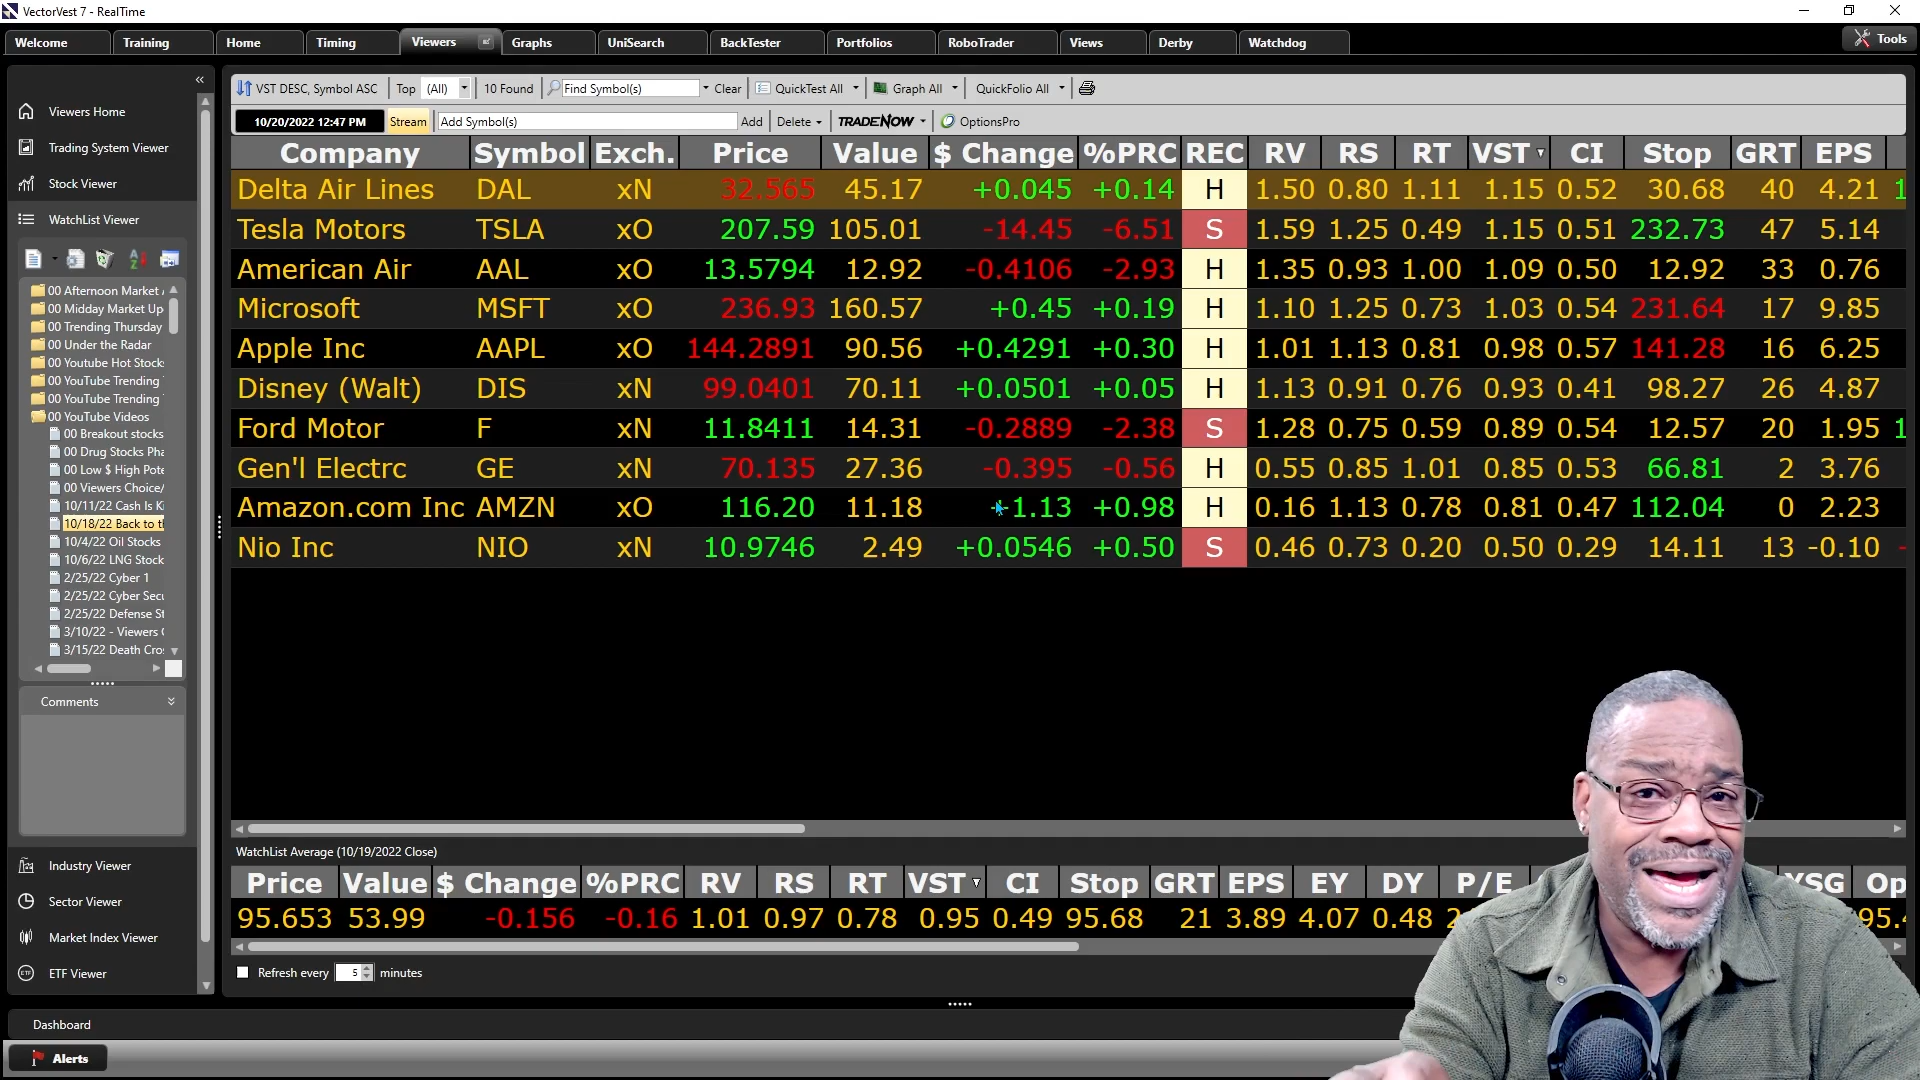 VectorVest 7 - RealTime
Welcome Training Home Timing Viewers Graphs UniSearch BackTester Portfolios RoboTrader Views Derby Watchdog Tools
VST DESC, Symbol ASC Top (All) 10 Found Find Symbol(s) Clear QuickTest All Graph All QuickFolio All
10/20/2022 12:47 PM Stream Add Symbol(s) Add Delete TRADENOW OptionsPro
Viewers Home
Trading System Viewer
Stock Viewer
WatchList Viewer
00 Afternoon Market
00 Midday Market Up
00 Trending Thursday
00 Under the Radar
00 Youtube Hot Stocks
00 YouTube Trending
00 YouTube Trending
00 YouTube Videos
00 Breakout stocks
00 Drug Stocks Pha
00 Low $ High Pote
00 Viewers Choice/
10/11/22 Cash Is Ki
10/18/22 Back to th
10/4/22 Oil Stocks
10/6/22 LNG Stock
2/25/22 Cyber 1
2/25/22 Cyber Secu
2/25/22 Defense St
3/10/22 - Viewers
3/15/22 Death Cro
Comments
Industry Viewer
Sector Viewer
Market Index Viewer
ETF Viewer
Company Symbol Exch. Price Value $ Change %PRC REC RV RS RT VST CI Stop GRT EPS
Delta Air Lines DAL xN 32.565 45.17 +0.045 +0.14 H 1.50 0.80 1.11 1.15 0.52 30.68 40 4.21 1
Tesla Motors TSLA xO 207.59 105.01 -14.45 -6.51 S 1.59 1.25 0.49 1.15 0.51 232.73 47 5.14
American Air AAL xO 13.5794 12.92 -0.4106 -2.93 H 1.35 0.93 1.00 1.09 0.50 12.92 33 0.76
Microsoft MSFT xO 236.93 160.57 +0.45 +0.19 H 1.10 1.25 0.73 1.03 0.54 231.64 17 9.85
Apple Inc AAPL xO 144.2891 90.56 +0.4291 +0.30 H 1.01 1.13 0.81 0.98 0.57 141.28 16 6.25
Disney (Walt) DIS xN 99.0401 70.11 +0.0501 +0.05 H 1.13 0.91 0.76 0.93 0.41 98.27 26 4.87
Ford Motor F xN 11.8411 14.31 -0.2889 -2.38 S 1.28 0.75 0.59 0.89 0.54 12.57 20 1.95 1
Gen'l Electrc GE xN 70.135 27.36 -0.395 -0.56 H 0.55 0.85 1.01 0.85 0.53 66.81 2 3.76
Amazon.com Inc AMZN xO 116.20 11.18 +1.13 +0.98 H 0.16 1.13 0.78 0.81 0.47 112.04 0 2.23
Nio Inc NIO xN 10.9746 2.49 +0.0546 +0.50 S 0.46 0.73 0.20 0.50 0.29 14.11 13 -0.10 -
WatchList Average (10/19/2022 Close)
Price Value $ Change %PRC RV RS RT VST CI Stop GRT EPS EY DY P/E YSG Op
95.653 53.99 -0.156 -0.16 1.01 0.97 0.78 0.95 0.49 95.68 21 3.89 4.07 0.48 2 95.4
Refresh every 5 minutes
Dashboard
Alerts